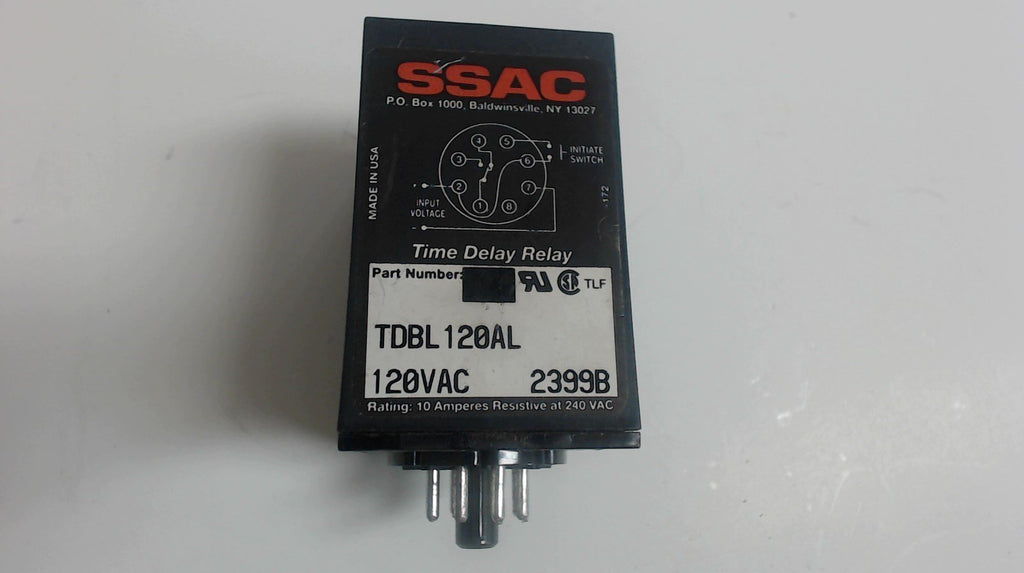 SSAC
P.O. Box 1000, Baldwinsville, NY 13027
MADE IN USA
4
5
3
6
2
7
1
8
INITIATE
SWITCH
INPUT
VOLTAGE
172
Time Delay Relay
Part Number:
TLF
TDBL120AL
120VAC 2399B
Rating: 10 Amperes Resistive at 240 VAC